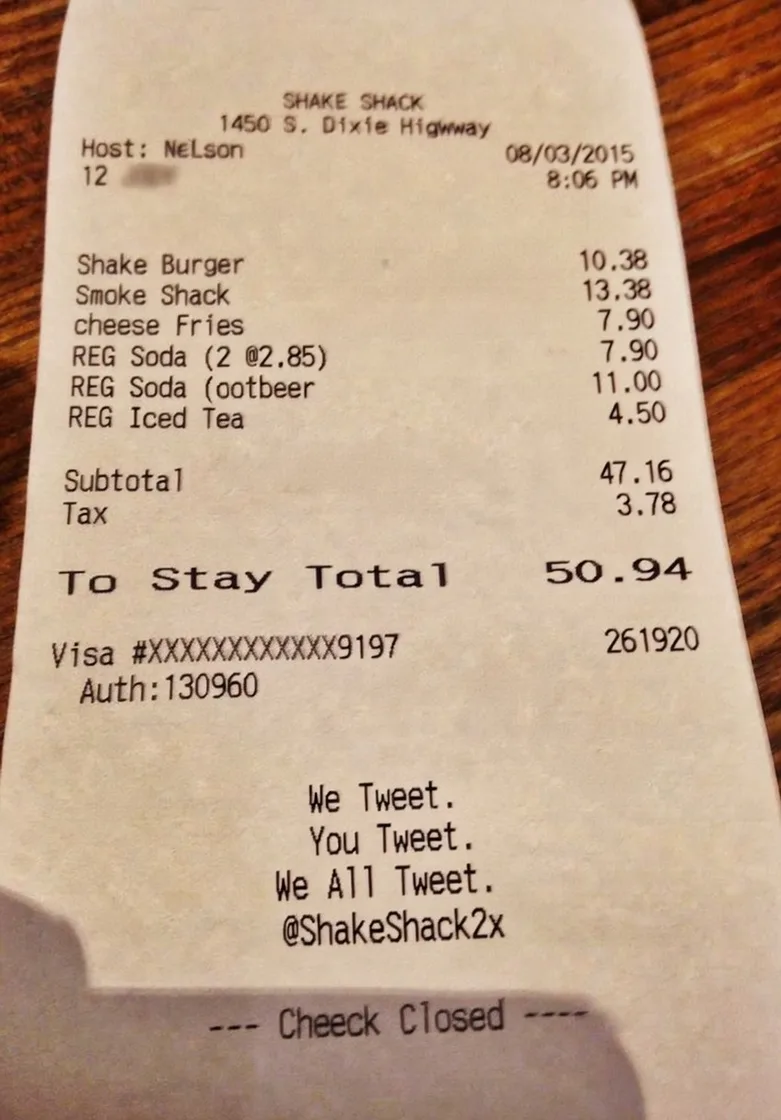 SHAKE SHACK
1450 S. Dixie Higwway
Host: NeLson 08/03/2015
12 8:06 PM
Shake Burger 10.38
Smoke Shack 13.38
cheese Fries 7.90
REG Soda (2 @2.85) 7.90
REG Soda (ootbeer 11.00
REG Iced Tea 4.50
Subtotal 47.16
Tax 3.78
To Stay Total 50.94
Visa #XXXXXXXXXXXX9197 261920
Auth:130960
We Tweet.
You Tweet.
We All Tweet.
@ShakeShack2x
--- Cheeck Closed ----